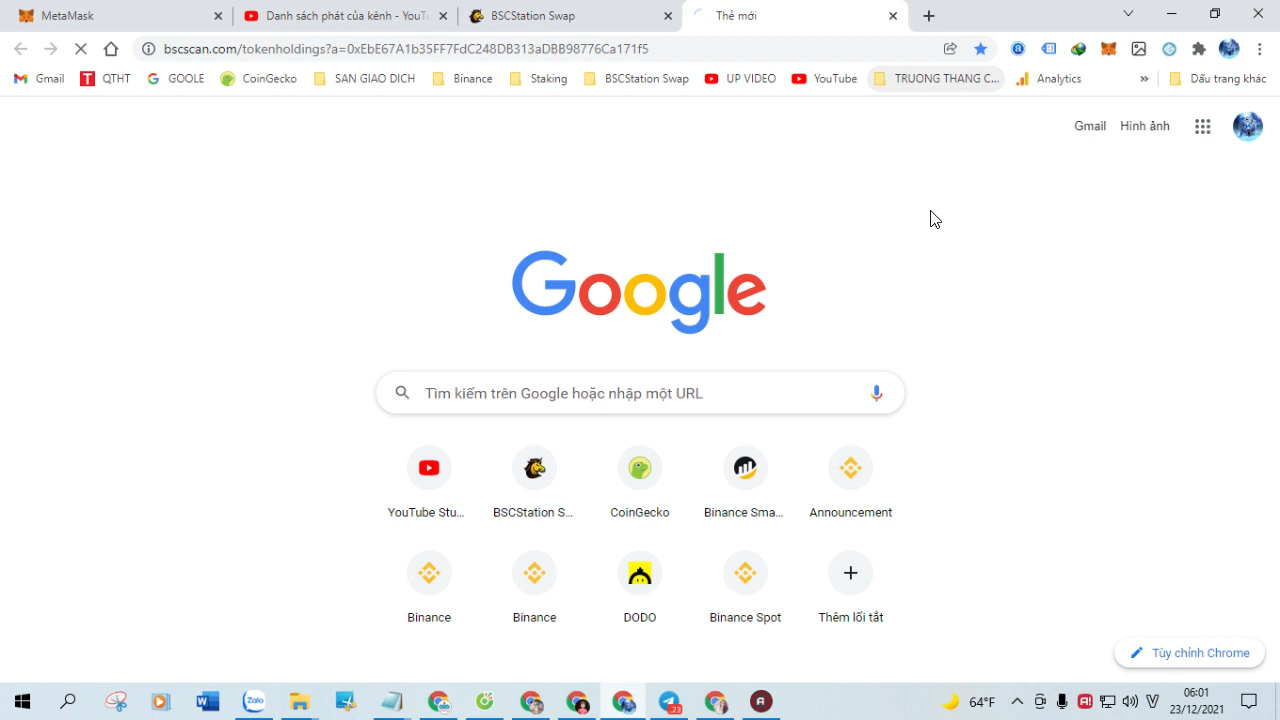 MetaMask
Danh sách phát của kênh - YouT
BSCStation Swap
Thẻ mới
bscscan.com/tokenholdings?a=0xEbE67A1b35FF7FdC248DB313aDBB98776Ca171f5
Gmail
QTHT
GOOLE
CoinGecko
SAN GIAO DICH
Binance
Staking
BSCStation Swap
UP VIDEO
YouTube
TRUONG THANG C...
Analytics
»
Dấu trang khác
Gmail
Hình ảnh
Google
Tìm kiếm trên Google hoặc nhập một URL
YouTube Stu...
BSCStation S...
CoinGecko
Binance Sma...
Announcement
Binance
Binance
DODO
Binance Spot
Thêm lối tắt
Tùy chỉnh Chrome
Zalo
23
64°F
06:01
23/12/2021